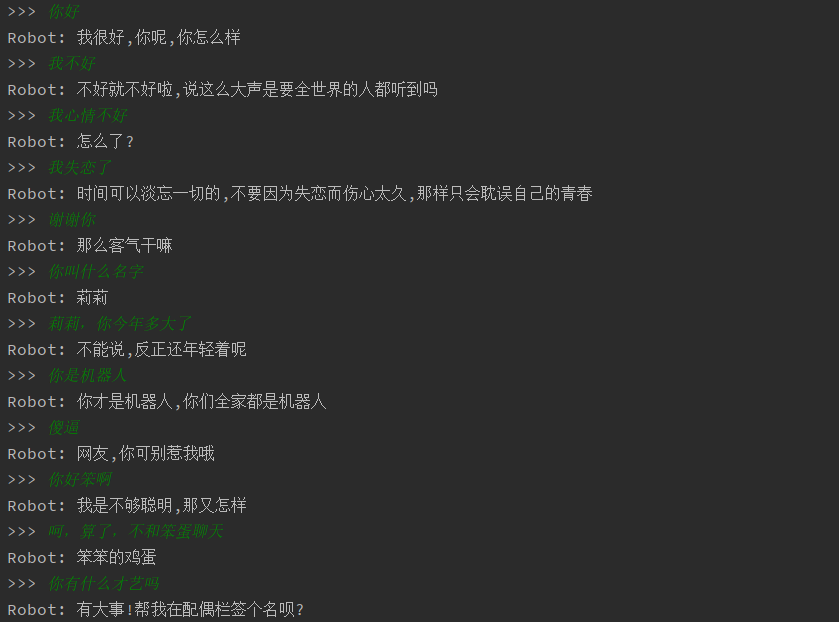 >>> 你好
Robot: 我很好,你呢,你怎么样
>>> 我不好
Robot: 不好就不好啦,说这么大声是要全世界的人都听到吗
>>> 我心情不好
Robot: 怎么了?
>>> 我失恋了
Robot: 时间可以淡忘一切的,不要因为失恋而伤心太久,那样只会耽误自己的青春
>>> 谢谢你
Robot: 那么客气干嘛
>>> 你叫什么名字
Robot: 莉莉
>>> 莉莉，你今年多大了
Robot: 不能说,反正还年轻着呢
>>> 你是机器人
Robot: 你才是机器人,你们全家都是机器人
>>> 傻逼
Robot: 网友,你可别惹我哦
>>> 你好笨啊
Robot: 我是不够聪明,那又怎样
>>> 呵，算了，不和笨蛋聊天
Robot: 笨笨的鸡蛋
>>> 你有什么才艺吗
Robot: 有大事!帮我在配偶栏签个名呗?